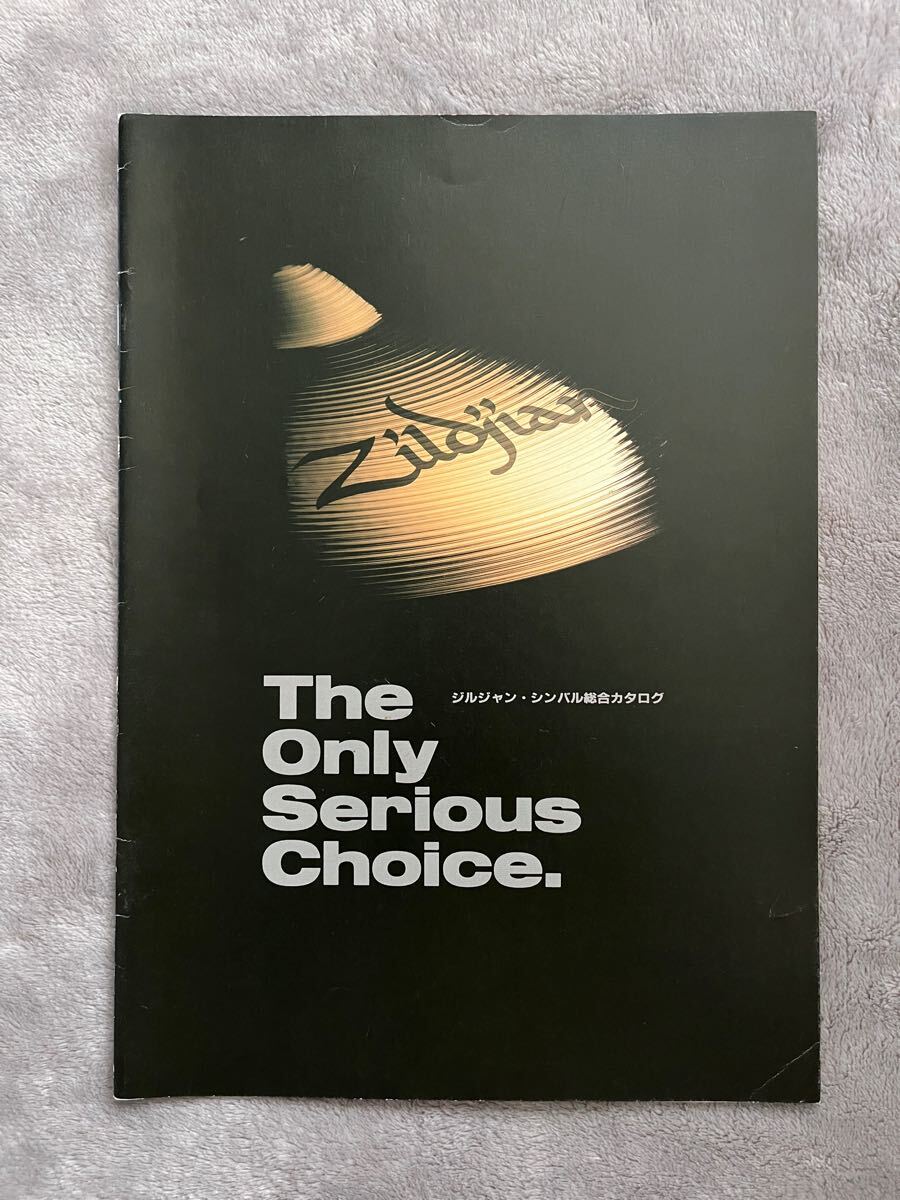 Zildjian
The
Only
Serious
Choice.
ジルジャン・シンバル総合カタログ